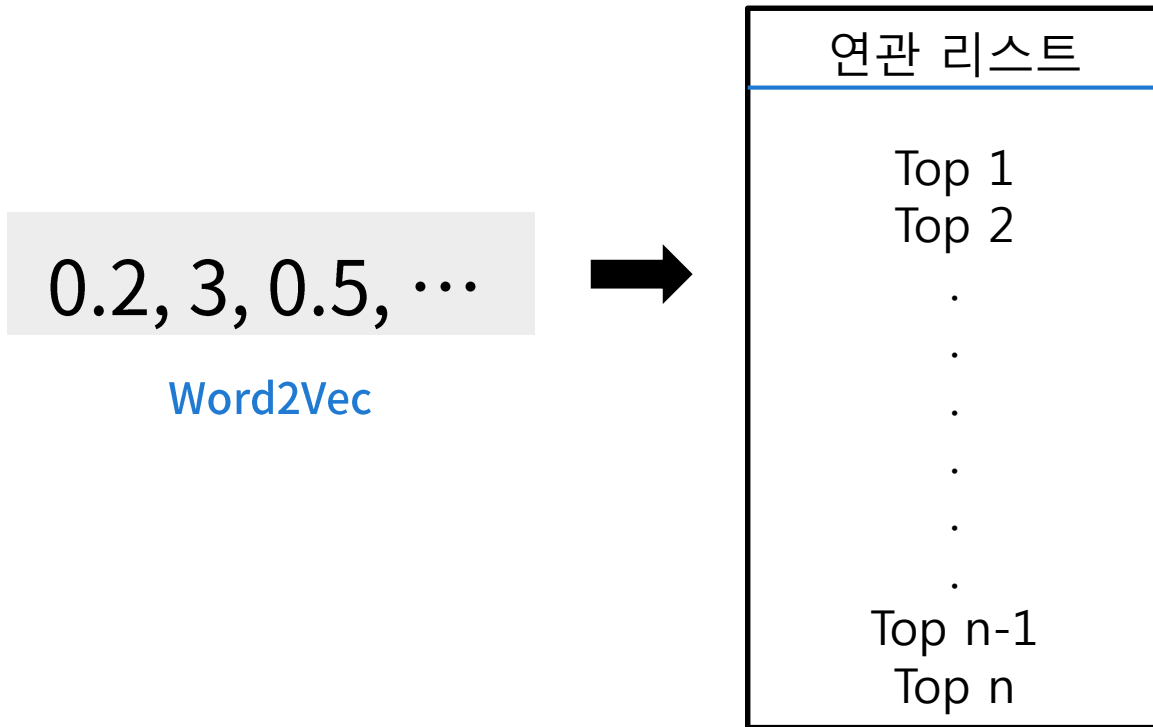 0.2, 3, 0.5, ⋯
Word2Vec
연관 리스트
Top 1
Top 2
.
.
.
.
.
.
Top n-1
Top n